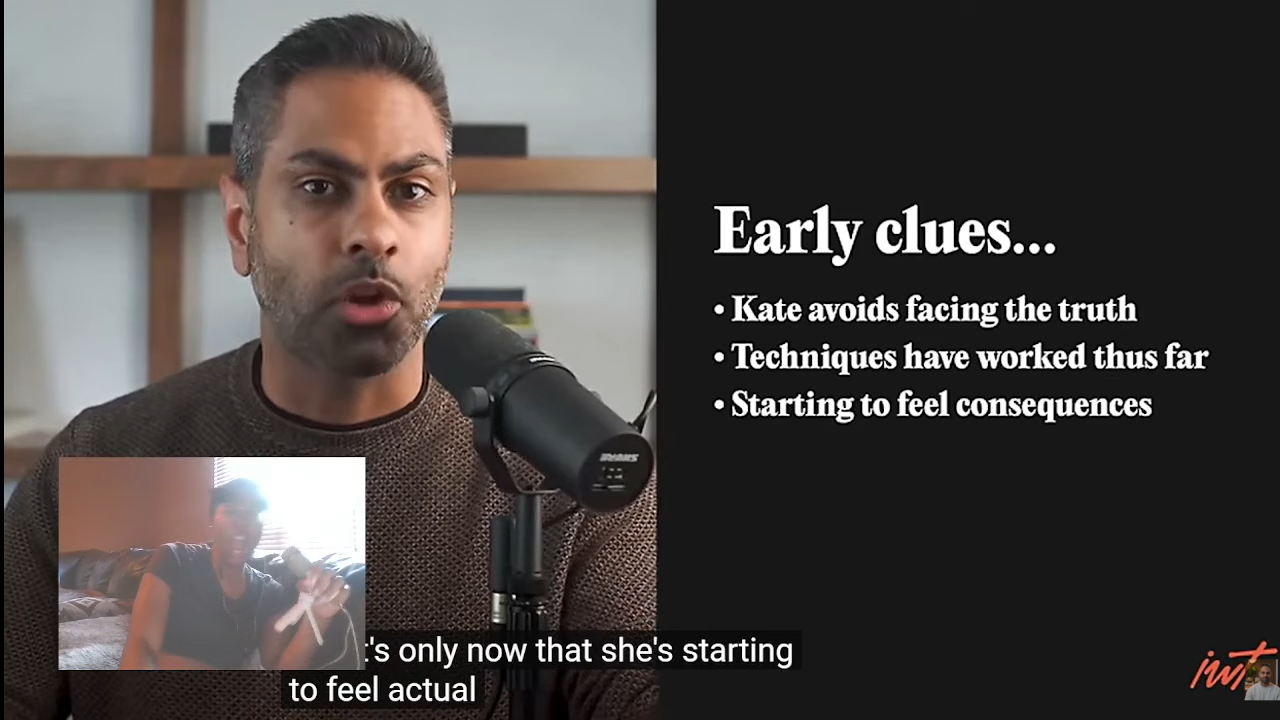 Early clues...
• Kate avoids facing the truth
• Techniques have worked thus far
• Starting to feel consequences
't's only now that she's starting
to feel actual
iwt